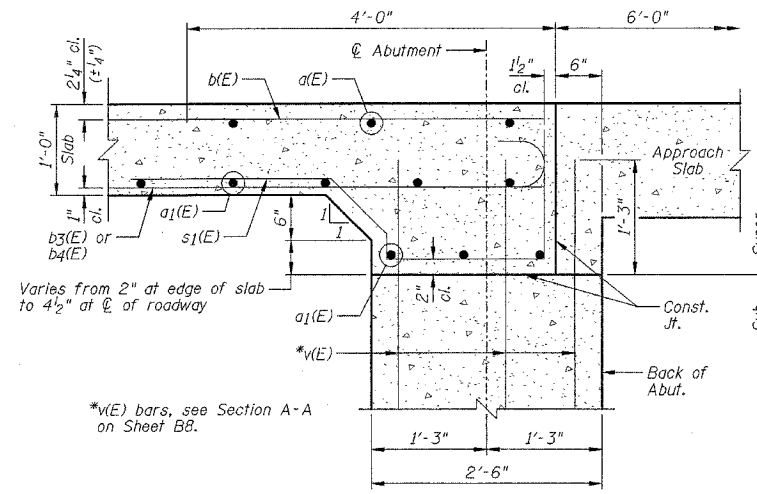 4'-0"
6'-0"
℄ Abutment
1½"
cl.
6"
2¼" cl.
(±¼")
b(E)
a(E)
1'-0"
Slab
1"
cl.
Approach
Slab
1'-3"
b3(E) or
b4(E)
a1(E)
s1(E)
6"
1
1
Varies from 2" at edge of slab
to 4½" at ℄ of roadway
a1(E)
2"
cl.
Const.
Jt.
*v(E)
Back of
Abut.
*v(E) bars, see Section A-A
on Sheet B8.
1'-3"
1'-3"
2'-6"